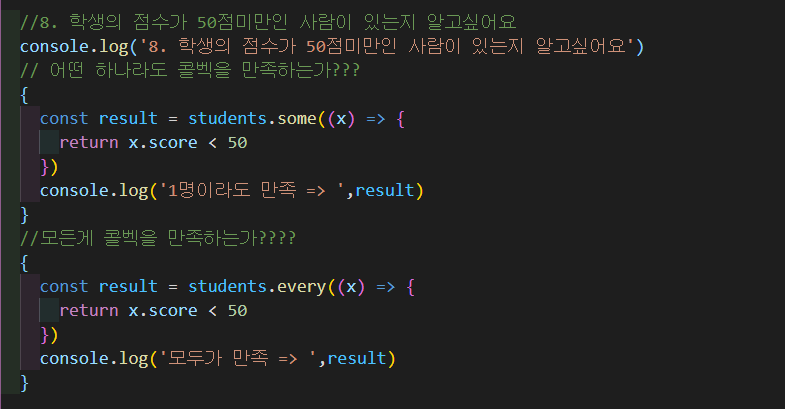 //8. 학생의 점수가 50점미만인 사람이 있는지 알고싶어요
console.log('8. 학생의 점수가 50점미만인 사람이 있는지 알고싶어요')
// 어떤 하나라도 콜벡을 만족하는가???
{
  const result = students.some((x) => {
    return x.score < 50
  })
  console.log('1명이라도 만족 => ',result)
}
//모든게 콜벡을 만족하는가????
{
  const result = students.every((x) => {
    return x.score < 50
  })
  console.log('모두가 만족 => ',result)
}